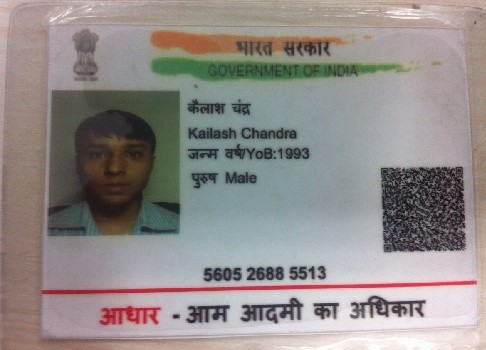 भारत सरकार
GOVERNMENT OF INDIA
कैलाश चंद्र
Kailash Chandra
जन्म वर्ष/YoB:1993
पुरुष Male
5605 2688 5513
आधार - आम आदमी का अधिकार